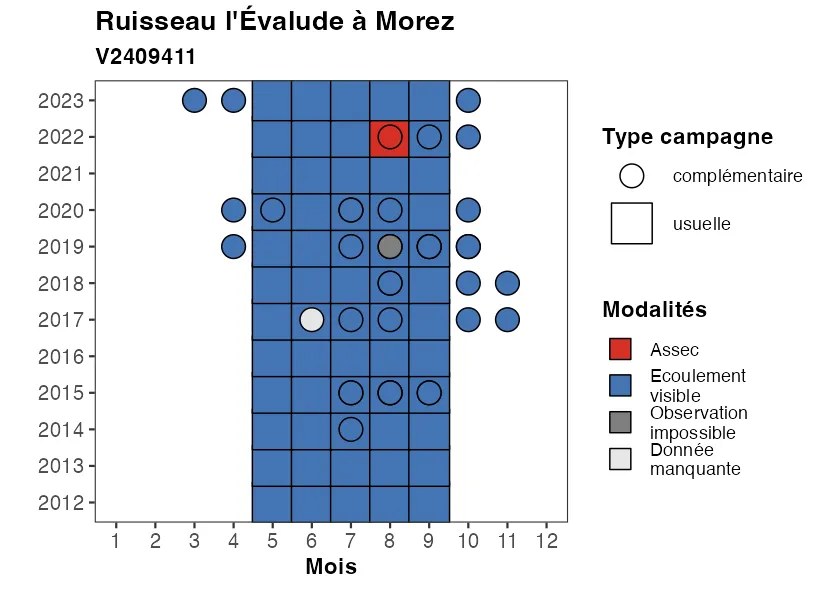 Ruisseau l'Évalude à Morez
V2409411
2023
2022
2021
2020
2019
2018
2017
2016
2015
2014
2013
2012
1 2 3 4 5 6 7 8 9 10 11 12
Mois
Type campagne
complémentaire
usuelle
Modalités
Assec
Ecoulement
visible
Observation
impossible
Donnée
manquante